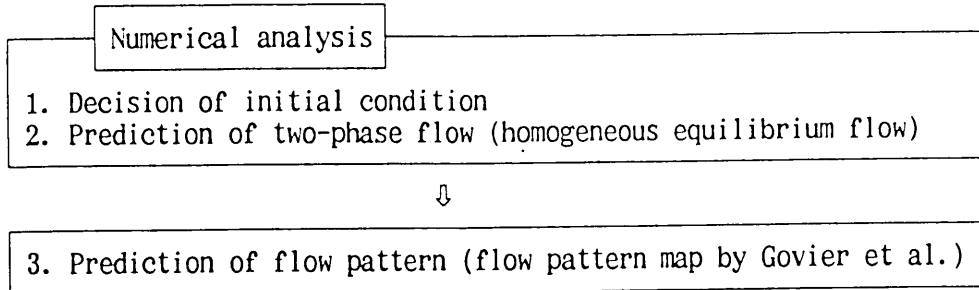 Numerical analysis
1. Decision of initial condition
2. Prediction of two-phase flow (homogeneous equilibrium flow)
⇩
3. Prediction of flow pattern (flow pattern map by Govier et al.)